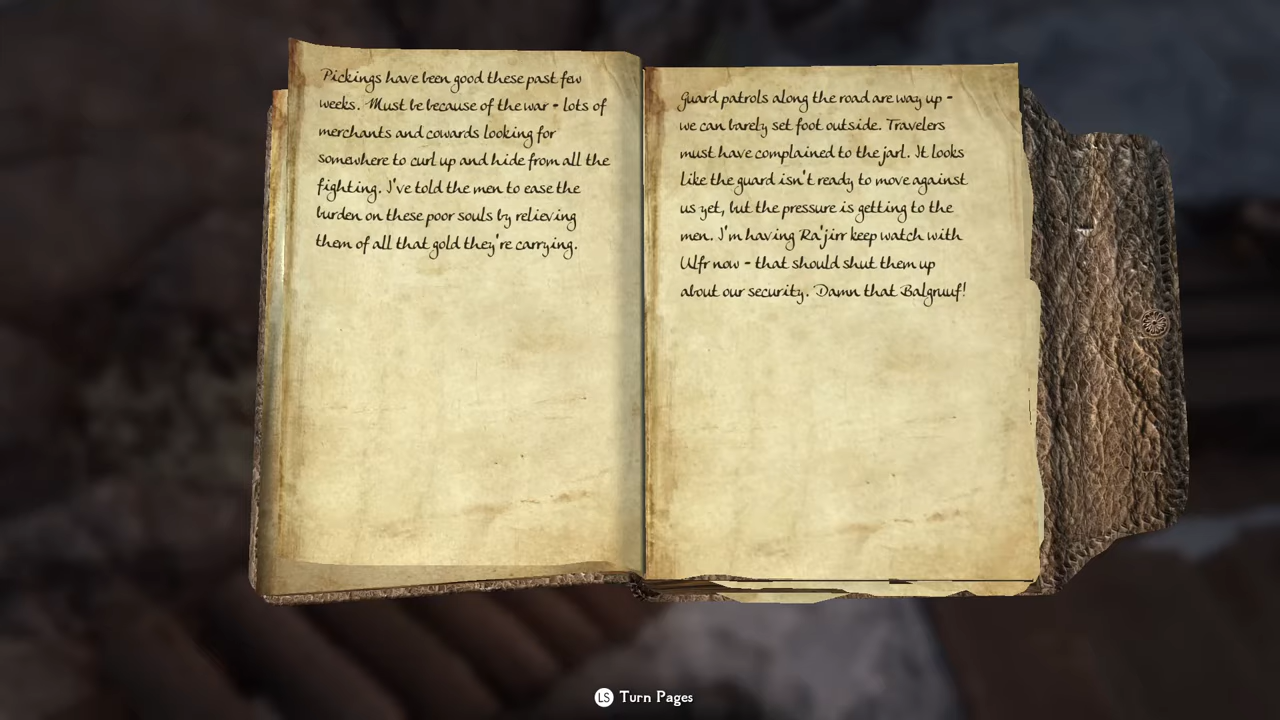 Pickings have been good these past few
weeks. Must be because of the war - lots of
merchants and cowards looking for
somewhere to curl up and hide from all the
fighting. I've told the men to ease the
burden on these poor souls by relieving
them of all that gold they're carrying.
Guard patrols along the road are way up -
we can barely set foot outside. Travelers
must have complained to the jarl. It looks
like the guard isn't ready to move against
us yet, but the pressure is getting to the
men. I'm having Ra'jirr keep watch with
Ulfr now - that should shut them up
about our security. Damn that Balgruuf!
LS Turn Pages